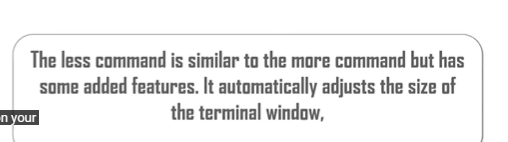 The less command is similar to the more command but has
some added features. It automatically adjusts the size of
the terminal window,
n your